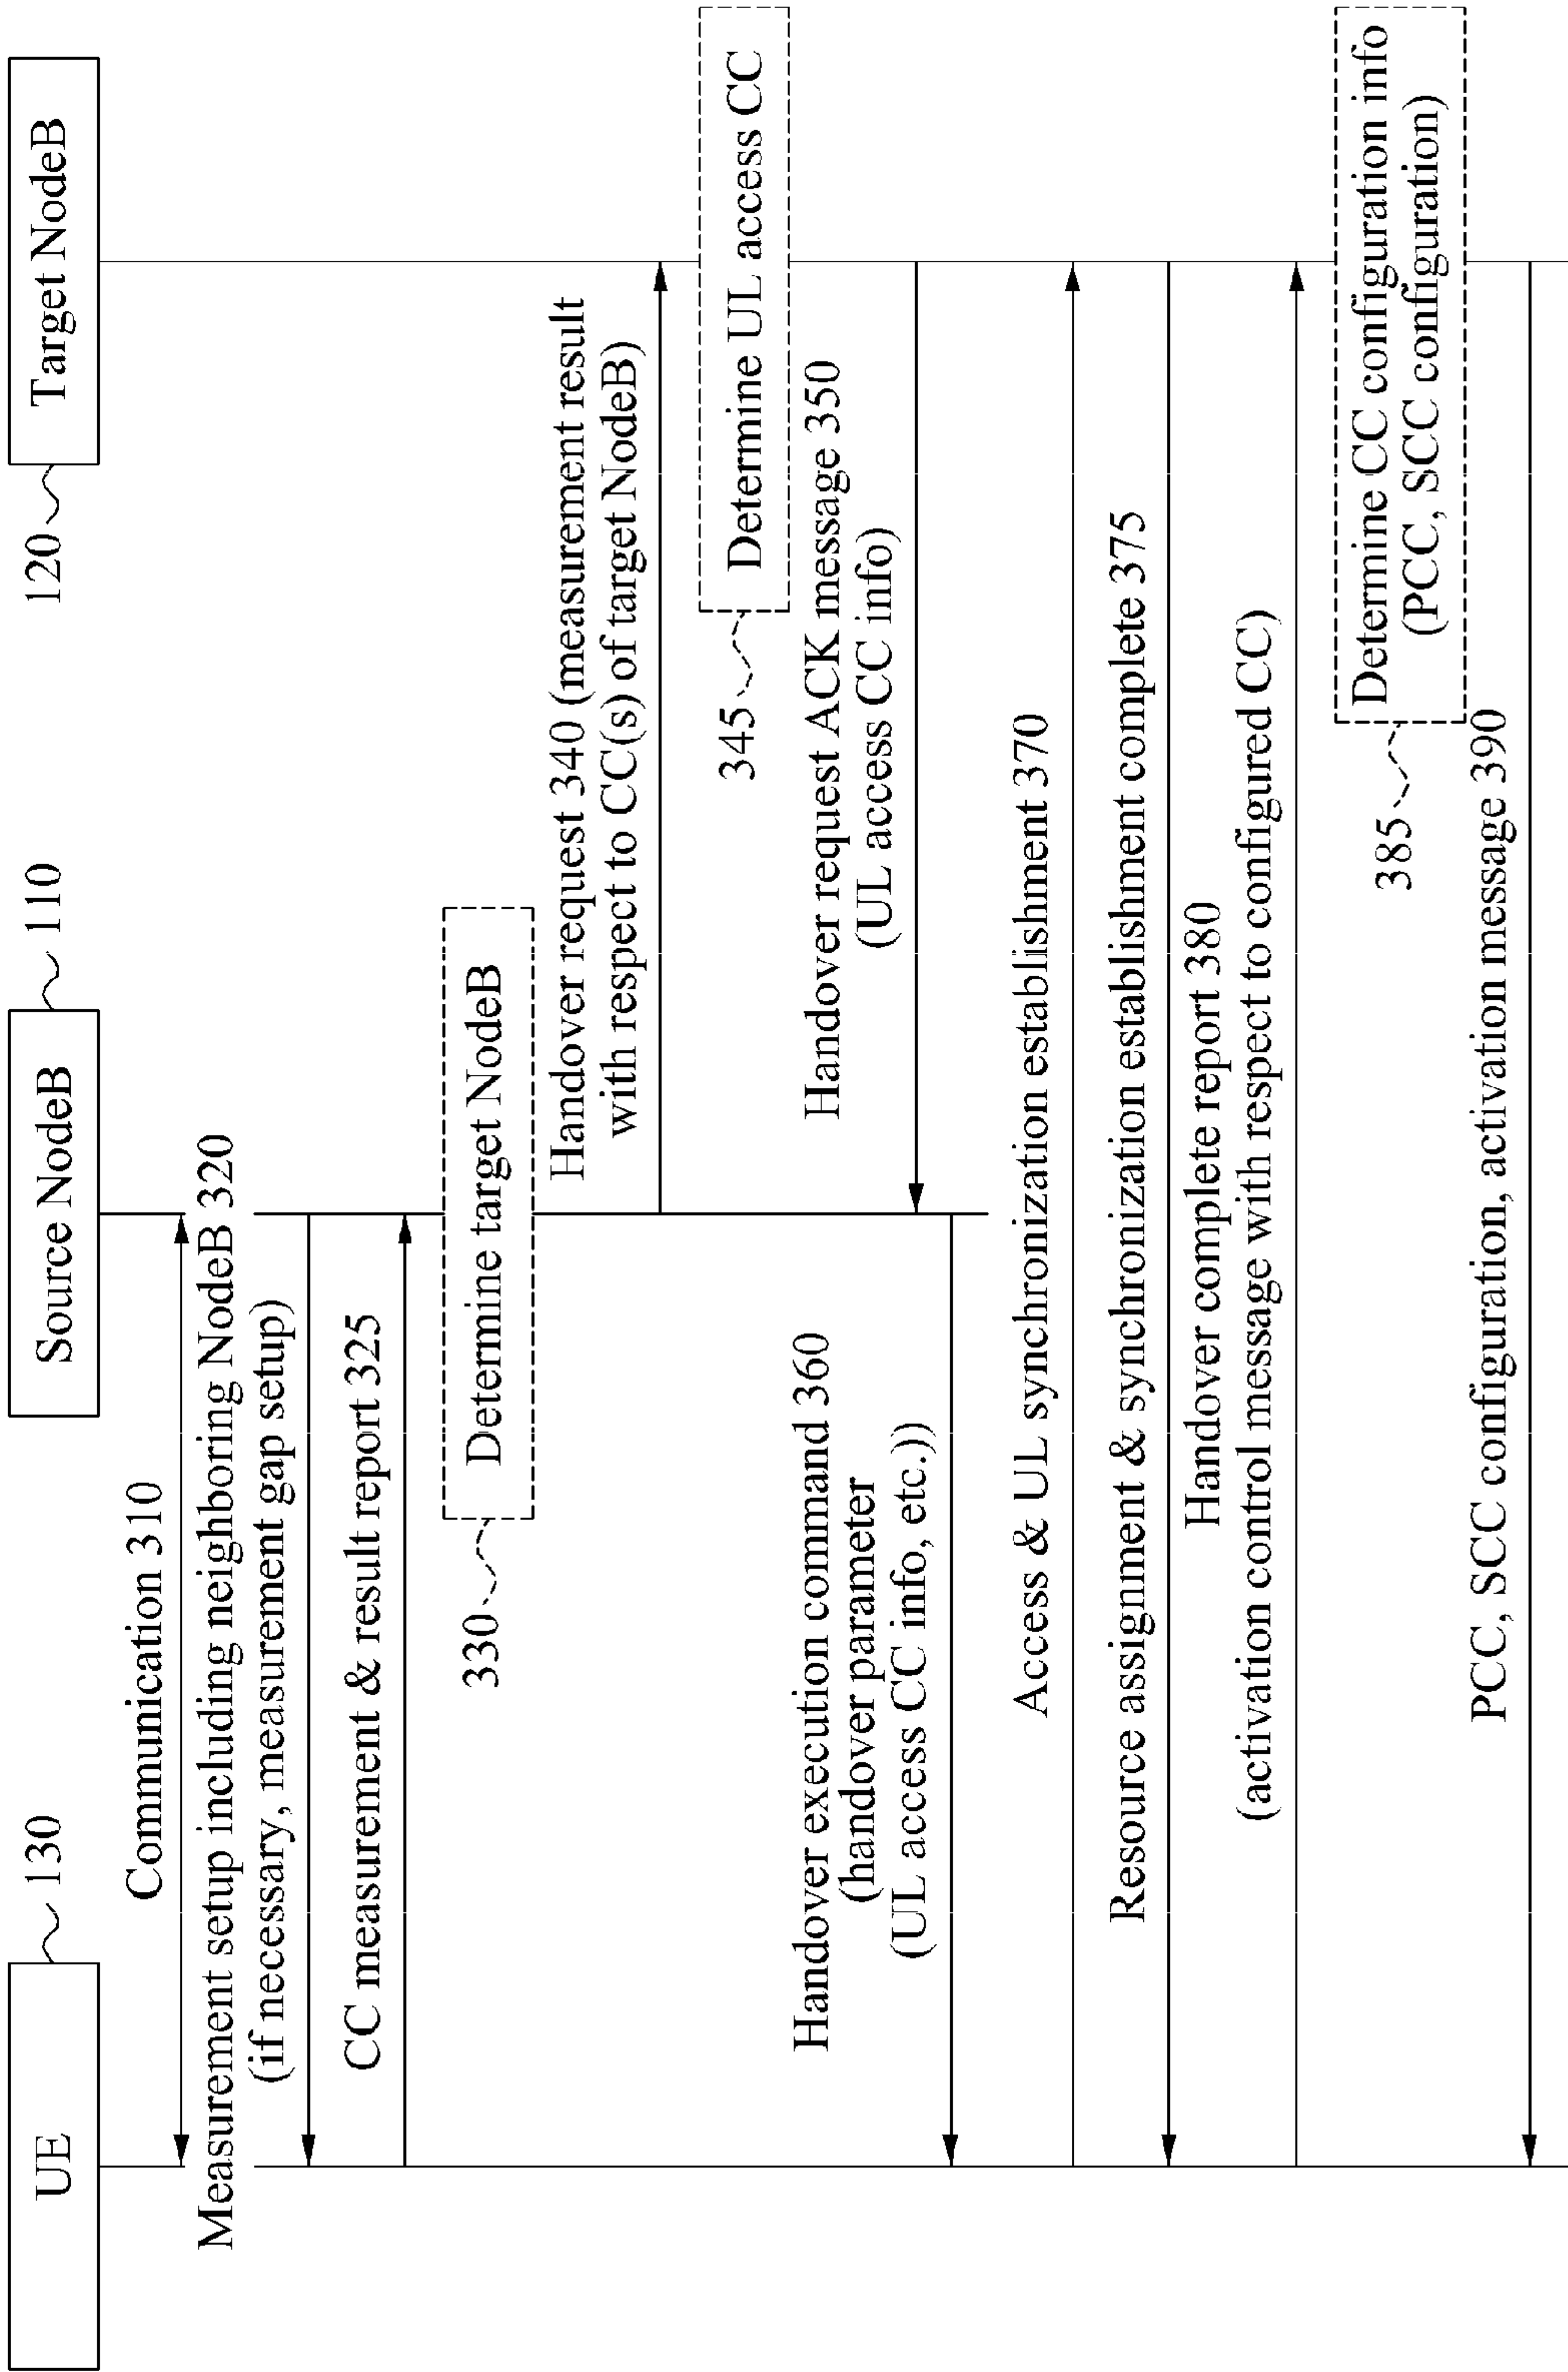 UE
130
Source NodeB
110
Target NodeB
120
Communication 310
Measurement setup including neighboring NodeB 320
(if necessary, measurement gap setup)
CC measurement & result report 325
Determine target NodeB
330
Handover request 340 (measurement result
with respect to CC(s) of target NodeB)
Determine UL access CC
345
Handover request ACK message 350
(UL access CC info)
Handover execution command 360
(handover parameter
(UL access CC info, etc.))
Access & UL synchronization establishment 370
Resource assignment & synchronization establishment complete 375
Handover complete report 380
(activation control message with respect to configured CC)
Determine CC configuration info
(PCC, SCC configuration)
385
PCC, SCC configuration, activation message 390